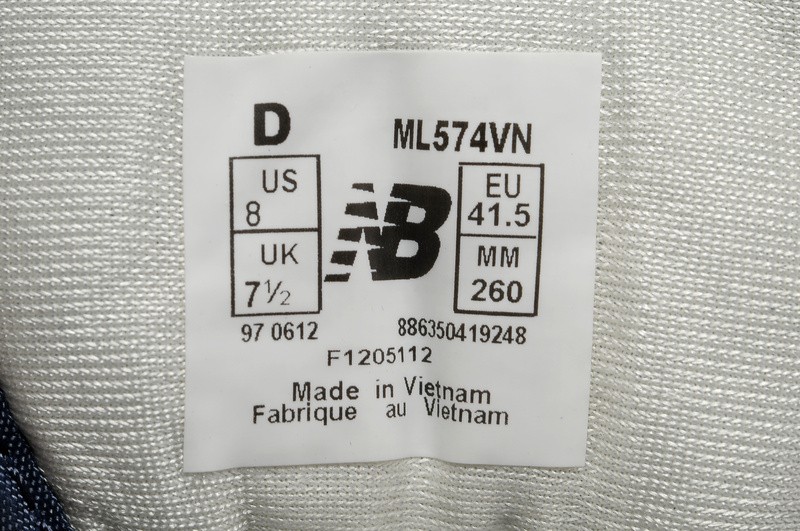 D
ML574VN
US
8
UK
7½
NB
EU
41.5
MM
260
97 0612
886350419248
F1205112
Made in Vietnam
Fabrique au Vietnam